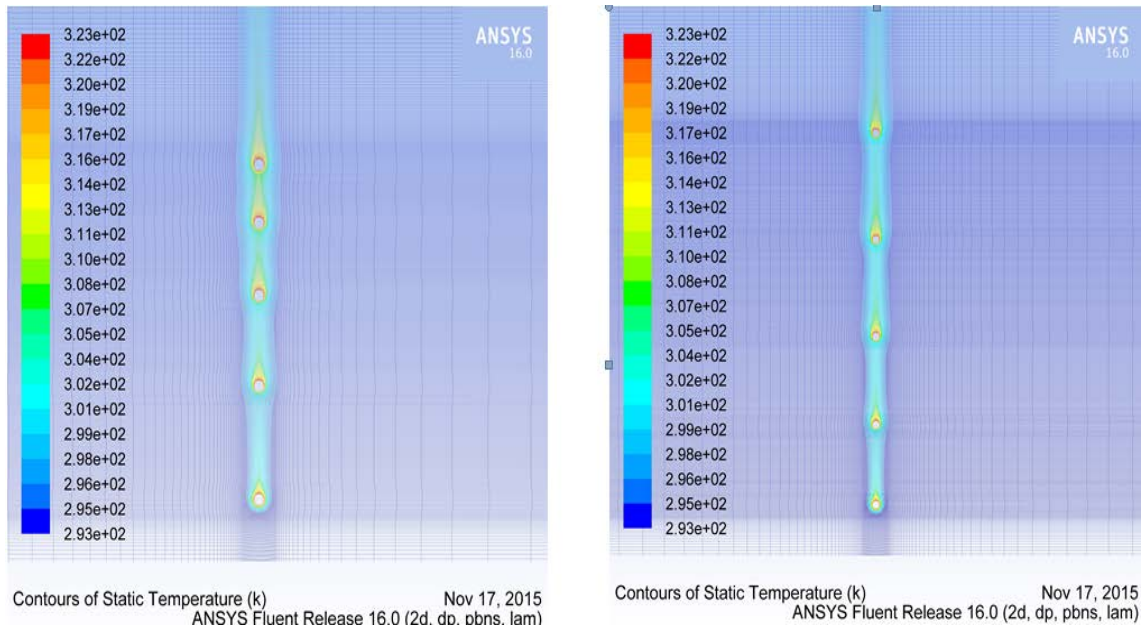 3.23e+02
3.22e+02
3.20e+02
3.19e+02
3.17e+02
3.16e+02
3.14e+02
3.13e+02
3.11e+02
3.10e+02
3.08e+02
3.07e+02
3.05e+02
3.04e+02
3.02e+02
3.01e+02
2.99e+02
2.98e+02
2.96e+02
2.95e+02
2.93e+02
ANSYS
16.0
Contours of Static Temperature (k)
Nov 17, 2015
ANSYS Fluent Release 16.0 (2d, dp, pbns, lam)
3.23e+02
3.22e+02
3.20e+02
3.19e+02
3.17e+02
3.16e+02
3.14e+02
3.13e+02
3.11e+02
3.10e+02
3.08e+02
3.07e+02
3.05e+02
3.04e+02
3.02e+02
3.01e+02
2.99e+02
2.98e+02
2.96e+02
2.95e+02
2.93e+02
ANSYS
16.0
Contours of Static Temperature (k)
Nov 17, 2015
ANSYS Fluent Release 16.0 (2d, dp, pbns, lam)